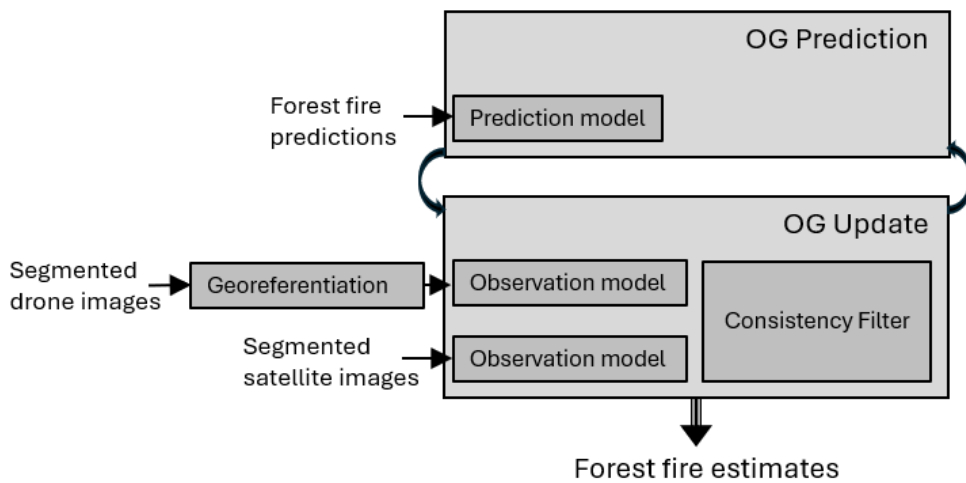 OG Prediction
Forest fire
predictions
Prediction model
OG Update
Segmented
drone images
Georeferentiation
Observation model
Consistency Filter
Segmented
satellite images
Observation model
Forest fire estimates